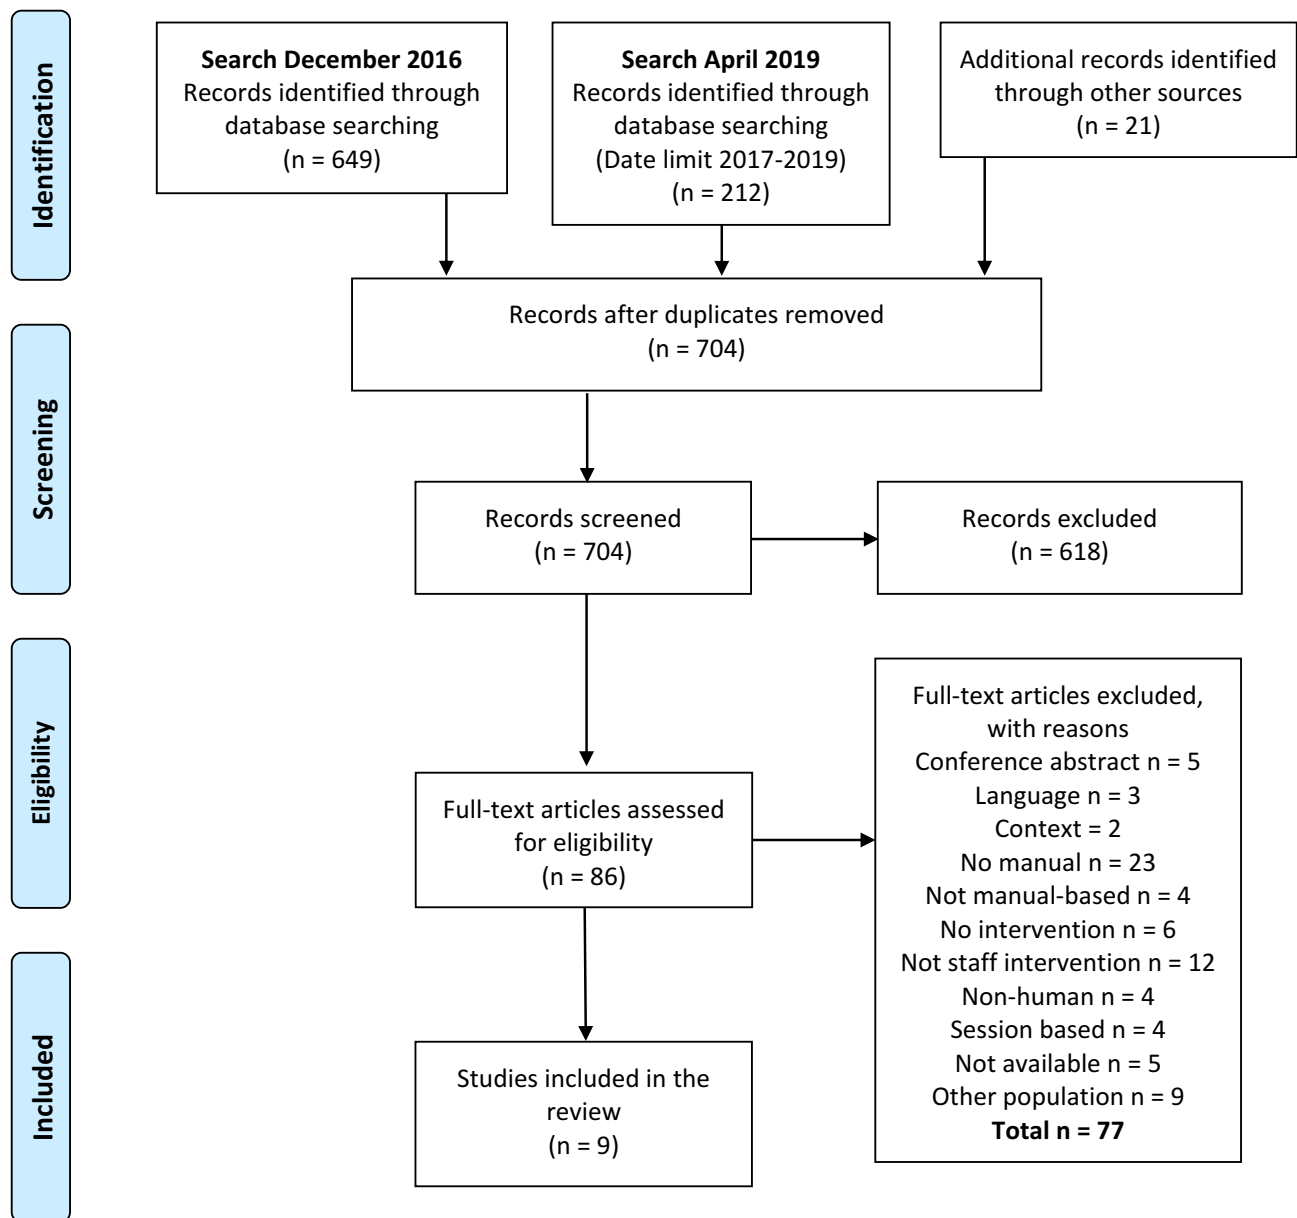 Identification
Search December 2016
Records identified through
database searching
(n = 649)
Search April 2019
Records identified through
database searching
(Date limit 2017-2019)
(n = 212)
Additional records identified
through other sources
(n = 21)
Records after duplicates removed
(n = 704)
Screening
Records screened
(n = 704)
Records excluded
(n = 618)
Eligibility
Full-text articles assessed
for eligibility
(n = 86)
Full-text articles excluded,
with reasons
Conference abstract n = 5
Language n = 3
Context = 2
No manual n = 23
Not manual-based n = 4
No intervention n = 6
Not staff intervention n = 12
Non-human n = 4
Session based n = 4
Not available n = 5
Other population n = 9
Total n = 77
Included
Studies included in the
review
(n = 9)